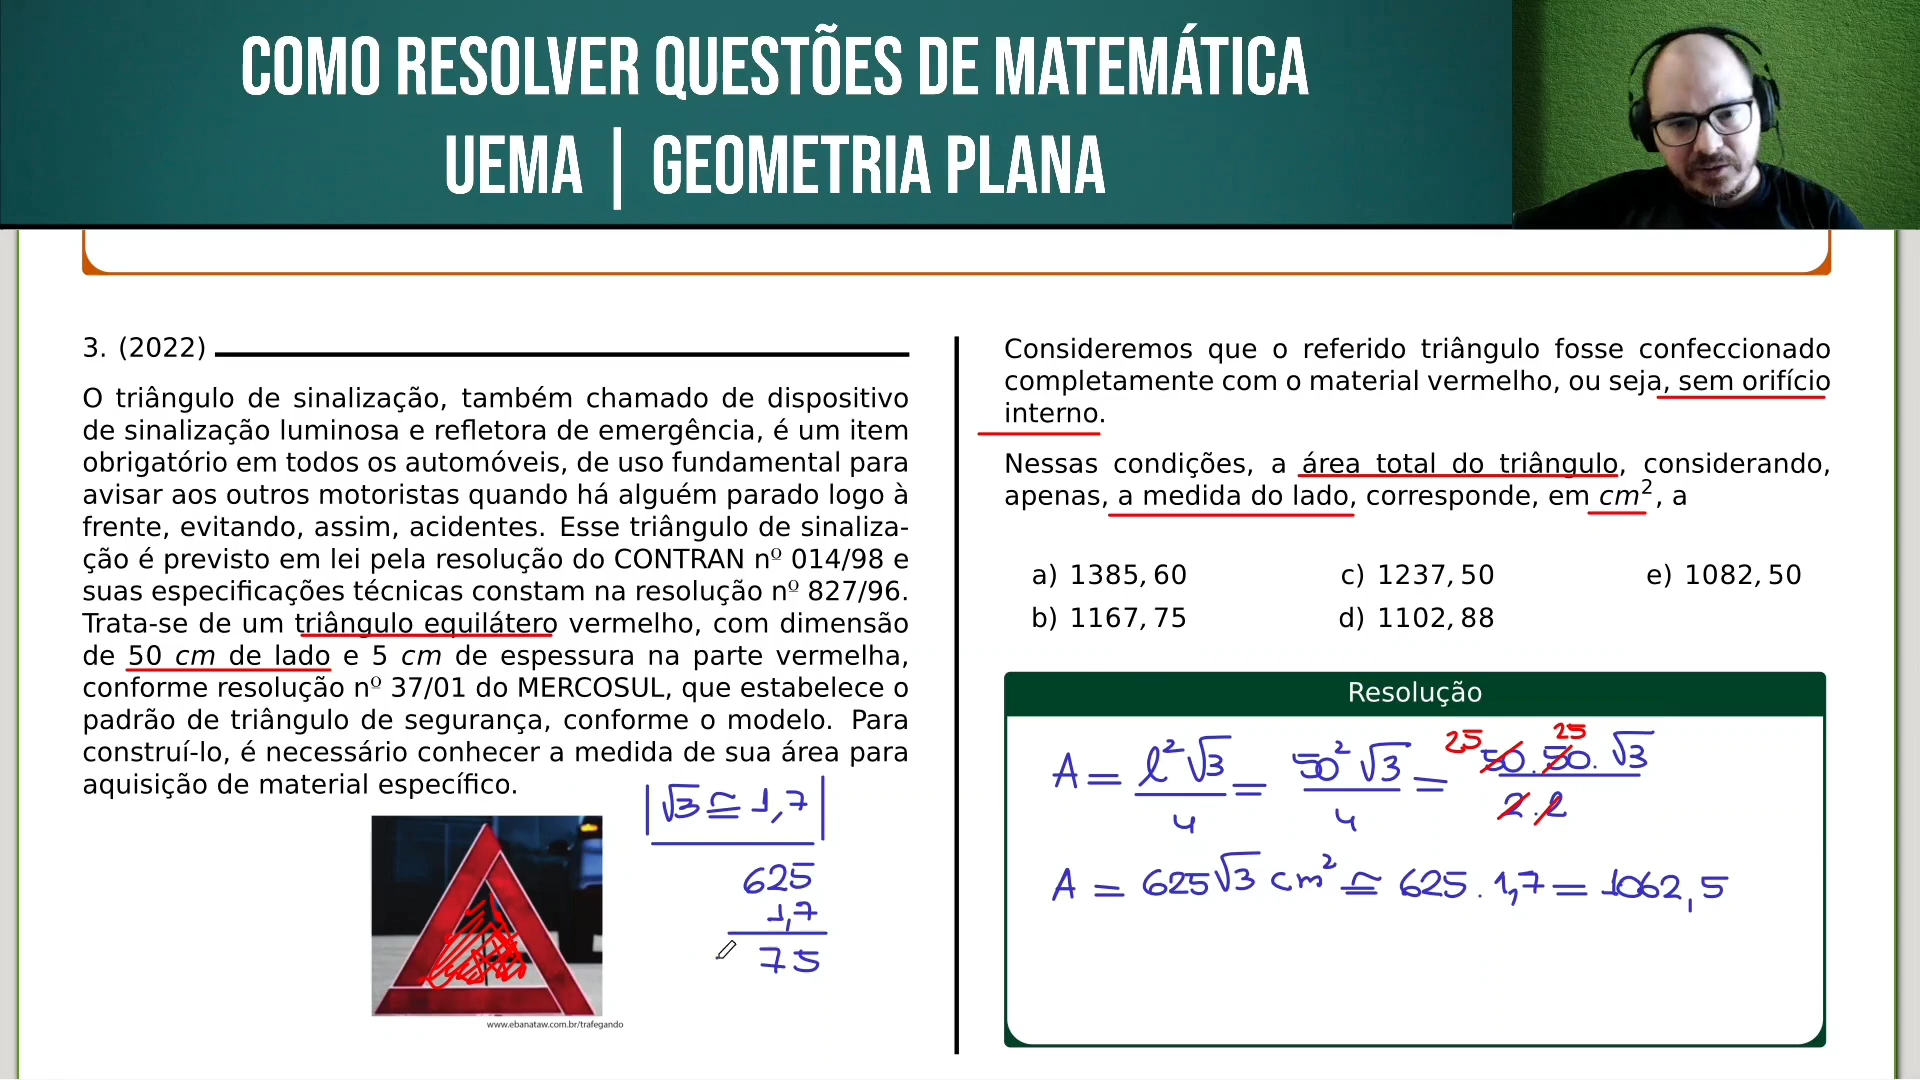 COMO RESOLVER QUESTÕES DE MATEMÁTICA
UEMA | GEOMETRIA PLANA
3. (2022)
O triângulo de sinalização, também chamado de dispositivo
de sinalização luminosa e refletora de emergência, é um item
obrigatório em todos os automóveis, de uso fundamental para
avisar aos outros motoristas quando há alguém parado logo à
frente, evitando, assim, acidentes. Esse triângulo de sinaliza-
ção é previsto em lei pela resolução do CONTRAN nº 014/98 e
suas especificações técnicas constam na resolução nº 827/96.
Trata-se de um triângulo equilátero vermelho, com dimensão
de 50 cm de lado e 5 cm de espessura na parte vermelha,
conforme resolução nº 37/01 do MERCOSUL, que estabelece o
padrão de triângulo de segurança, conforme o modelo. Para
construí-lo, é necessário conhecer a medida de sua área para
aquisição de material específico.
√3 ≅ 1,7
625
1,7
75
www.ebanataw.com.br/trafegando
Consideremos que o referido triângulo fosse confeccionado
completamente com o material vermelho, ou seja, sem orifício
interno.
Nessas condições, a área total do triângulo, considerando,
apenas, a medida do lado, corresponde, em cm², a
a) 1385,60 c) 1237,50 e) 1082,50
b) 1167,75 d) 1102,88
Resolução
25 25
A = l²√3 = 50²√3 = 50.50.√3
4 4 2.2
A = 625√3 cm² ≅ 625 . 1,7 = 1062,5